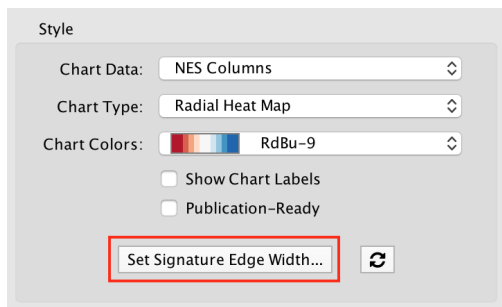 Style
Chart Data: NES Columns
Chart Type: Radial Heat Map
Chart Colors: RdBu-9
Show Chart Labels
Publication-Ready
Set Signature Edge Width...